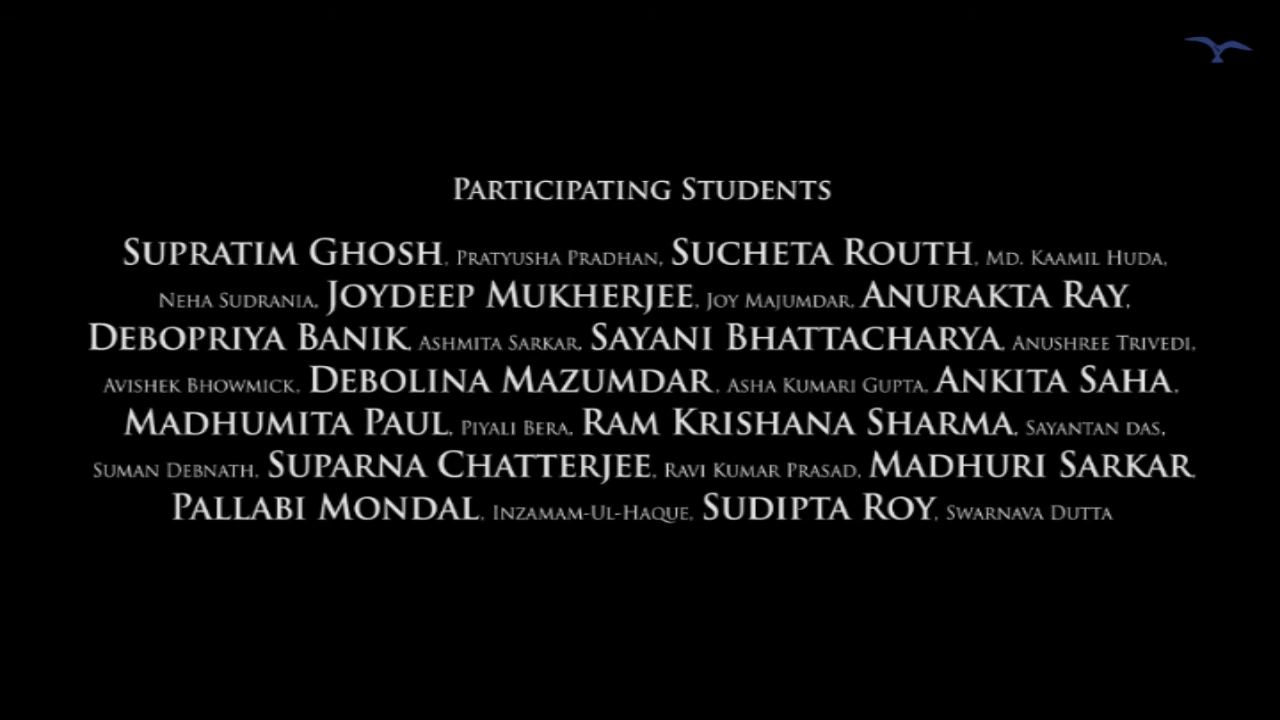 Participating Students
Supratim Ghosh, Pratyusha Pradhan, Sucheta Routh, Md. Kaamil Huda,
Neha Sudrania, Joydeep Mukherjee, Joy Majumdar, Anurakta Ray,
Debopriya Banik, Ashmita Sarkar, Sayani Bhattacharya, Anushree Trivedi,
Avishek Bhowmick, Debolina Mazumdar, Asha Kumari Gupta, Ankita Saha,
Madhumita Paul, Piyali Bera, Ram Krishana Sharma, Sayantan das,
Suman Debnath, Suparna Chatterjee, Ravi Kumar Prasad, Madhuri Sarkar,
Pallabi Mondal, Inzamam-Ul-Haque, Sudipta Roy, Swarnava Dutta